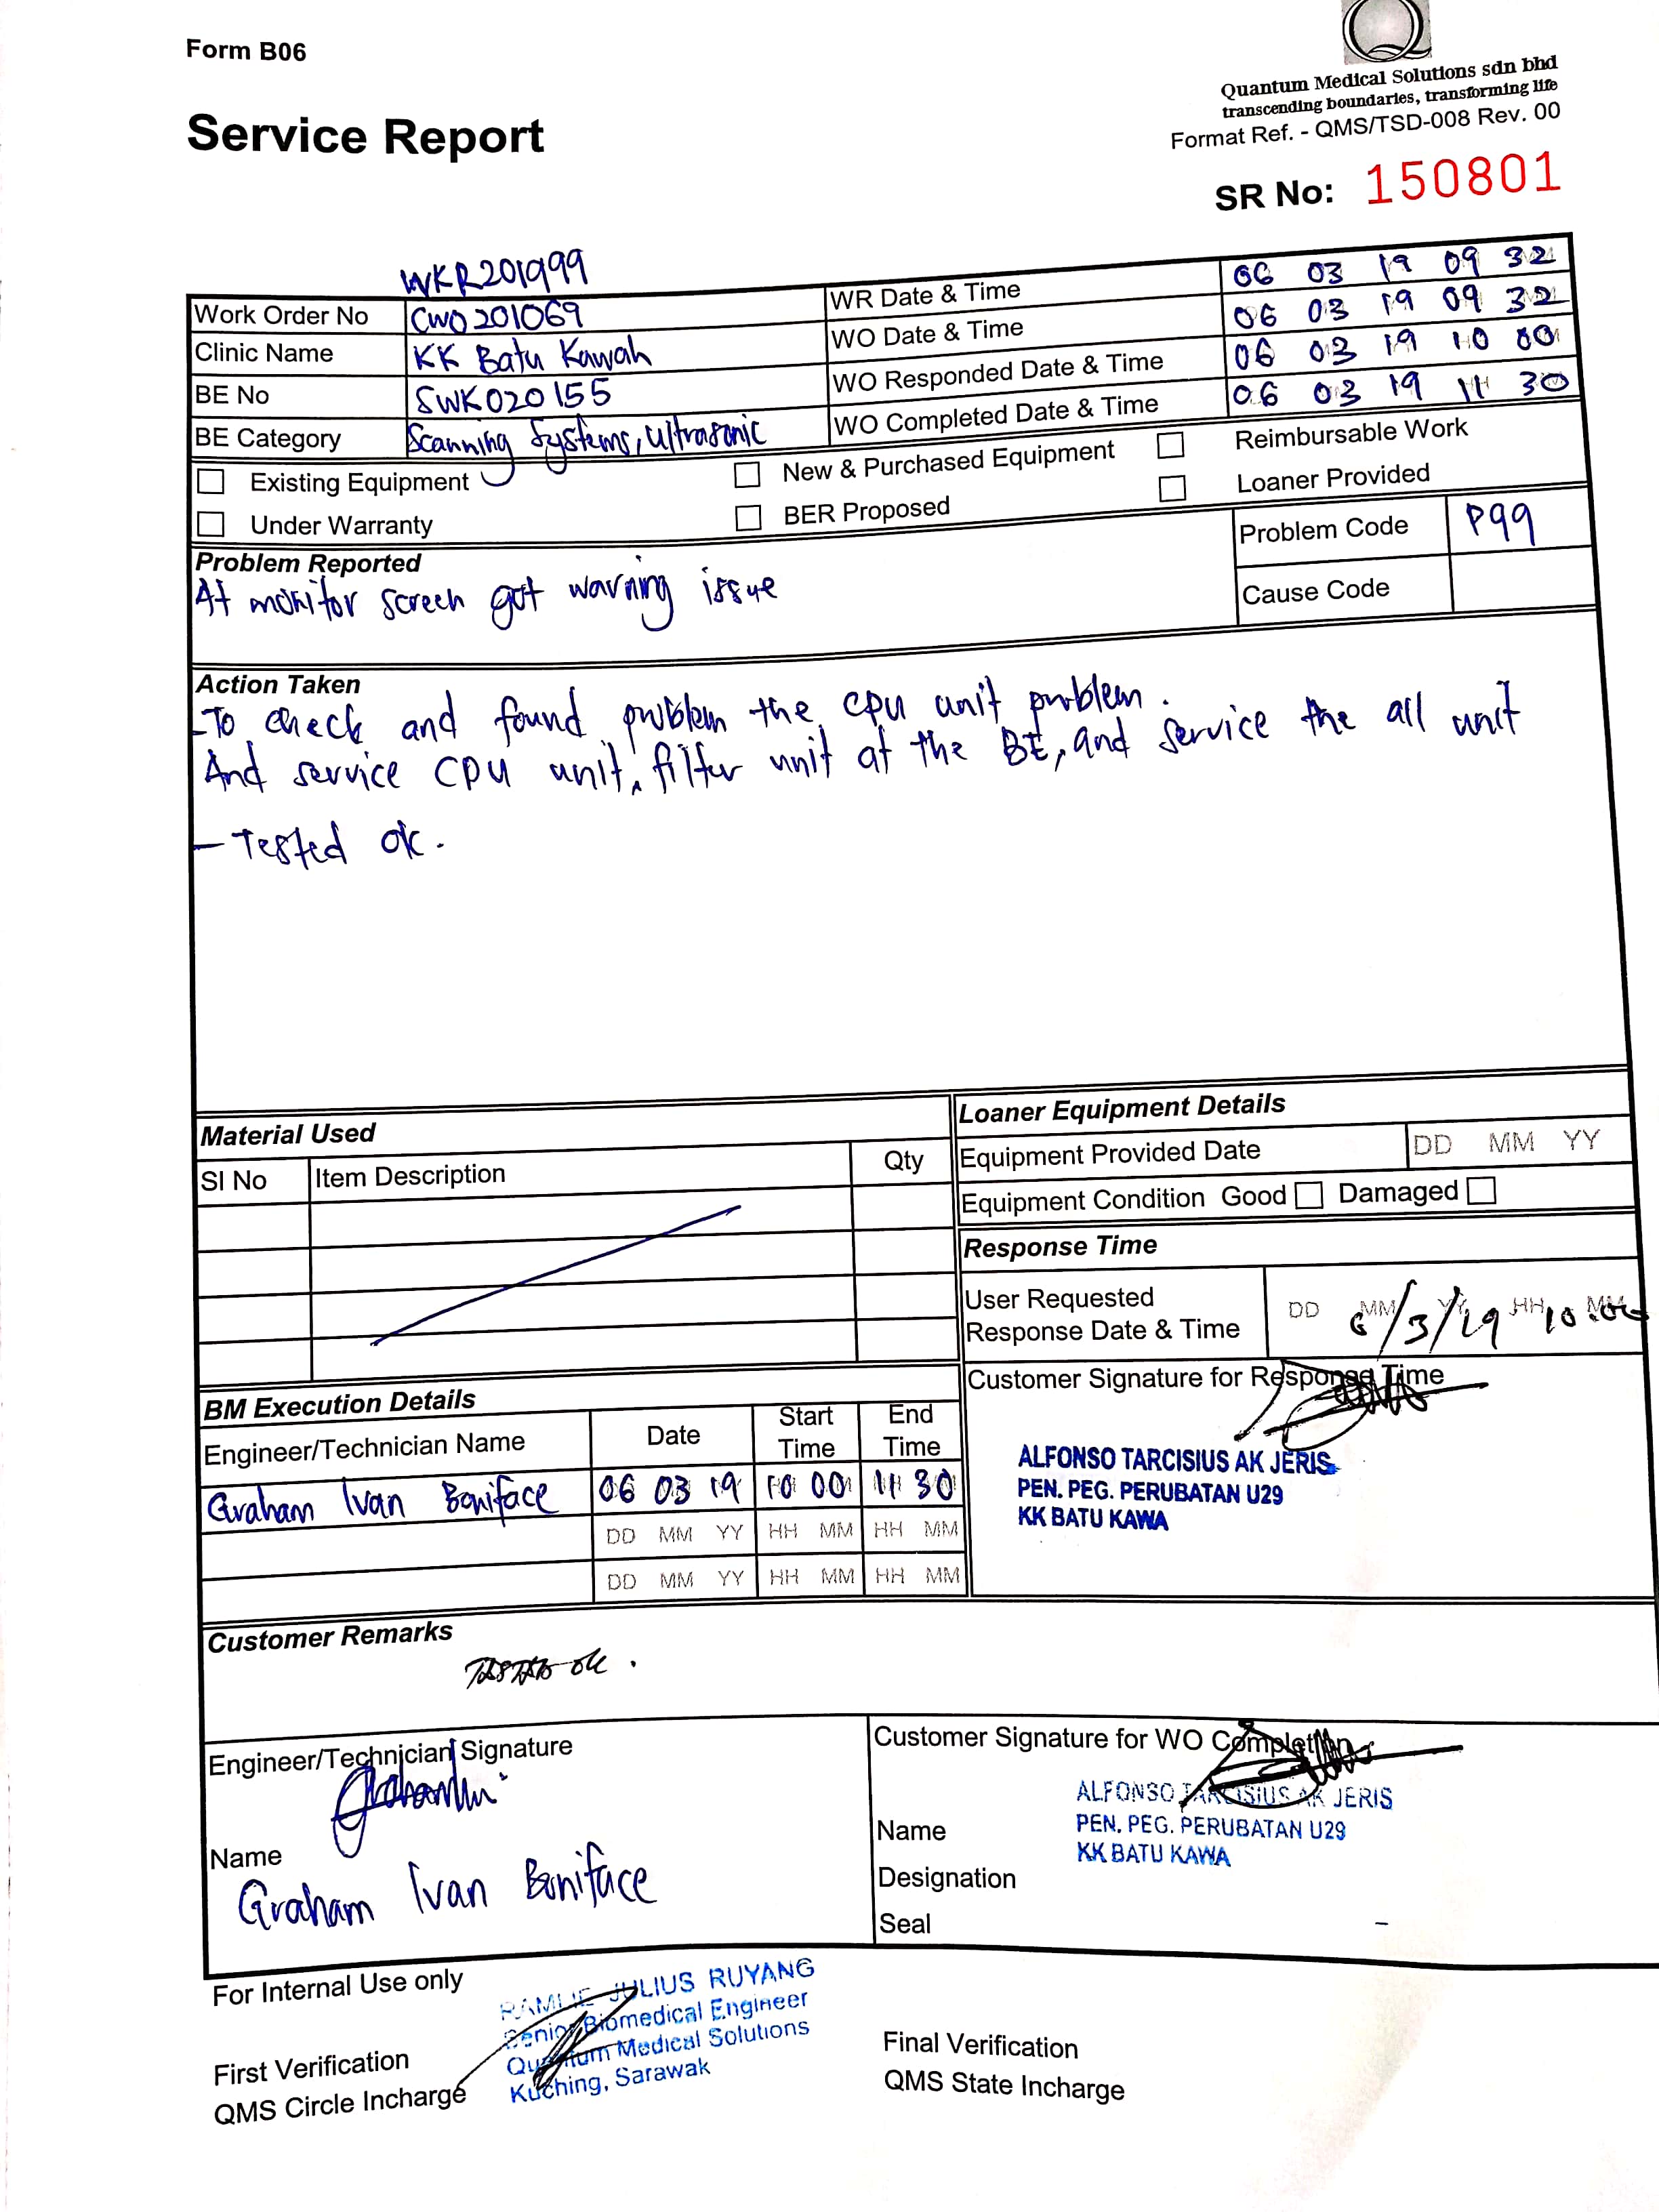 Form B06
Quantum Medical Solutions sdn bhd
transcending boundaries, transforming life
Format Ref. - QMS/TSD-008 Rev. 00
Service Report
SR No: 150801
WKR201999
Work Order No CWO201069
WR Date & Time 06 03 19 09 32
Clinic Name KK Batu Kawah
WO Date & Time 06 03 19 09 32
BE No SWK020155
WO Responded Date & Time 06 03 19 10 00
BE Category Scanning Systems, Ultrasonic
WO Completed Date & Time 06 03 19 11 30
Existing Equipment New & Purchased Equipment Reimbursable Work
Under Warranty BER Proposed Loaner Provided
Problem Reported
At monitor screen got warning issue
Problem Code P99
Cause Code
Action Taken
- To check and found problem the CPU unit problem.
And service CPU unit, filter unit at the BE, and service the all unit
- Tested ok.
Material Used
SI No Item Description Qty
Loaner Equipment Details
Equipment Provided Date DD MM YY
Equipment Condition Good Damaged
Response Time
User Requested
Response Date & Time DD MM YY HH MM 6/3/19 10.00
BM Execution Details
Engineer/Technician Name Date Start Time End Time
Graham Ivan Boniface 06 03 19 10 00 11 30
DD MM YY HH MM HH MM
DD MM YY HH MM HH MM
Customer Signature for Response Time
ALFONSO TARCISIUS AK JERIS
PEN. PEG. PERUBATAN U29
KK BATU KAWA
Customer Remarks
TESTED OK.
Engineer/Technician Signature
Name
Graham Ivan Boniface
Customer Signature for WO Completion
ALFONSO TARCISIUS AK JERIS
PEN. PEG. PERUBATAN U29
KK BATU KAWA
Name
Designation
Seal
For Internal Use only
RAMLIE JULIUS RUYANG
Senior Biomedical Engineer
Quantum Medical Solutions
Kuching, Sarawak
First Verification
QMS Circle Incharge
Final Verification
QMS State Incharge